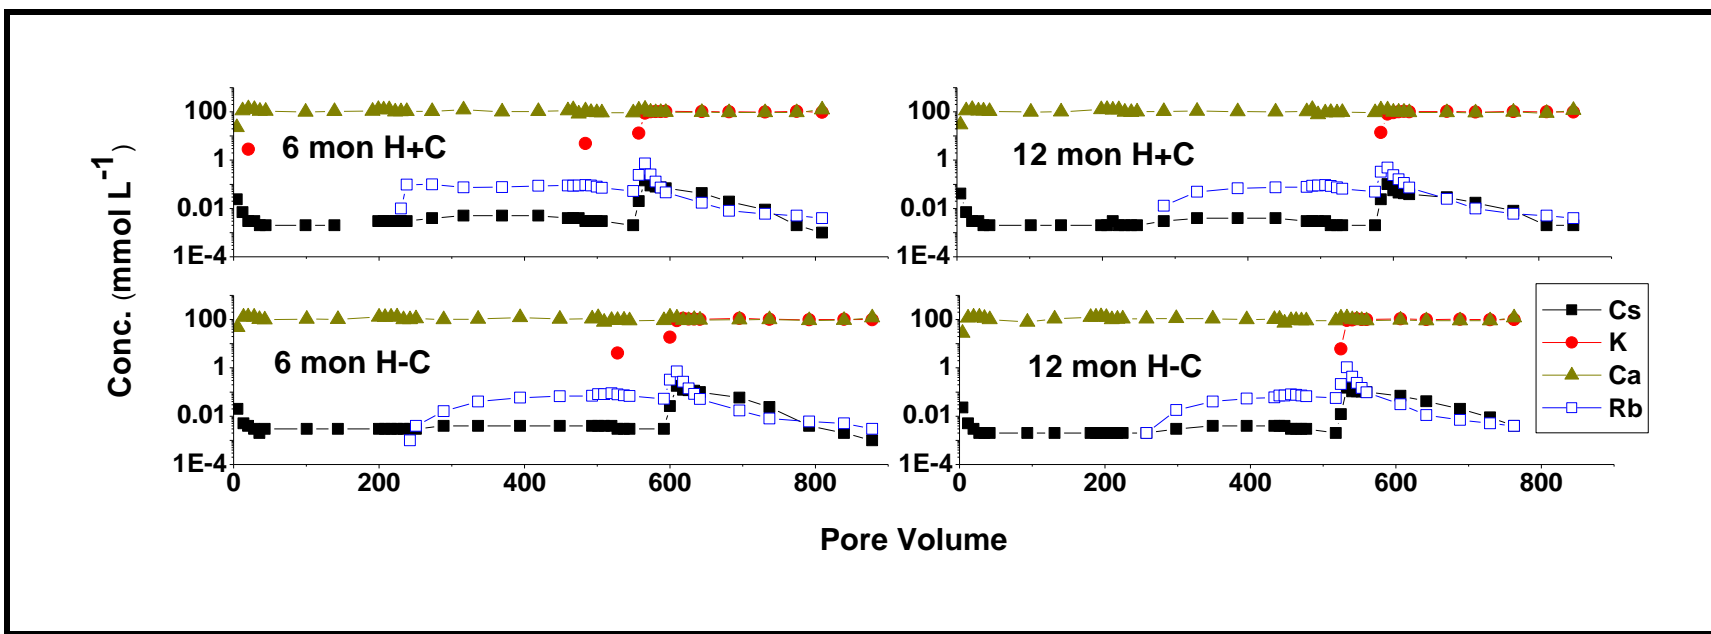 100
1
0.01
1E-4
6 mon H+C
100
1
0.01
1E-4
12 mon H+C
Conc. (mmol L-1)
100
1
0.01
1E-4
6 mon H-C
0 200 400 600 800
100
1
0.01
1E-4
12 mon H-C
0 200 400 600 800
Cs
K
Ca
Rb
Pore Volume